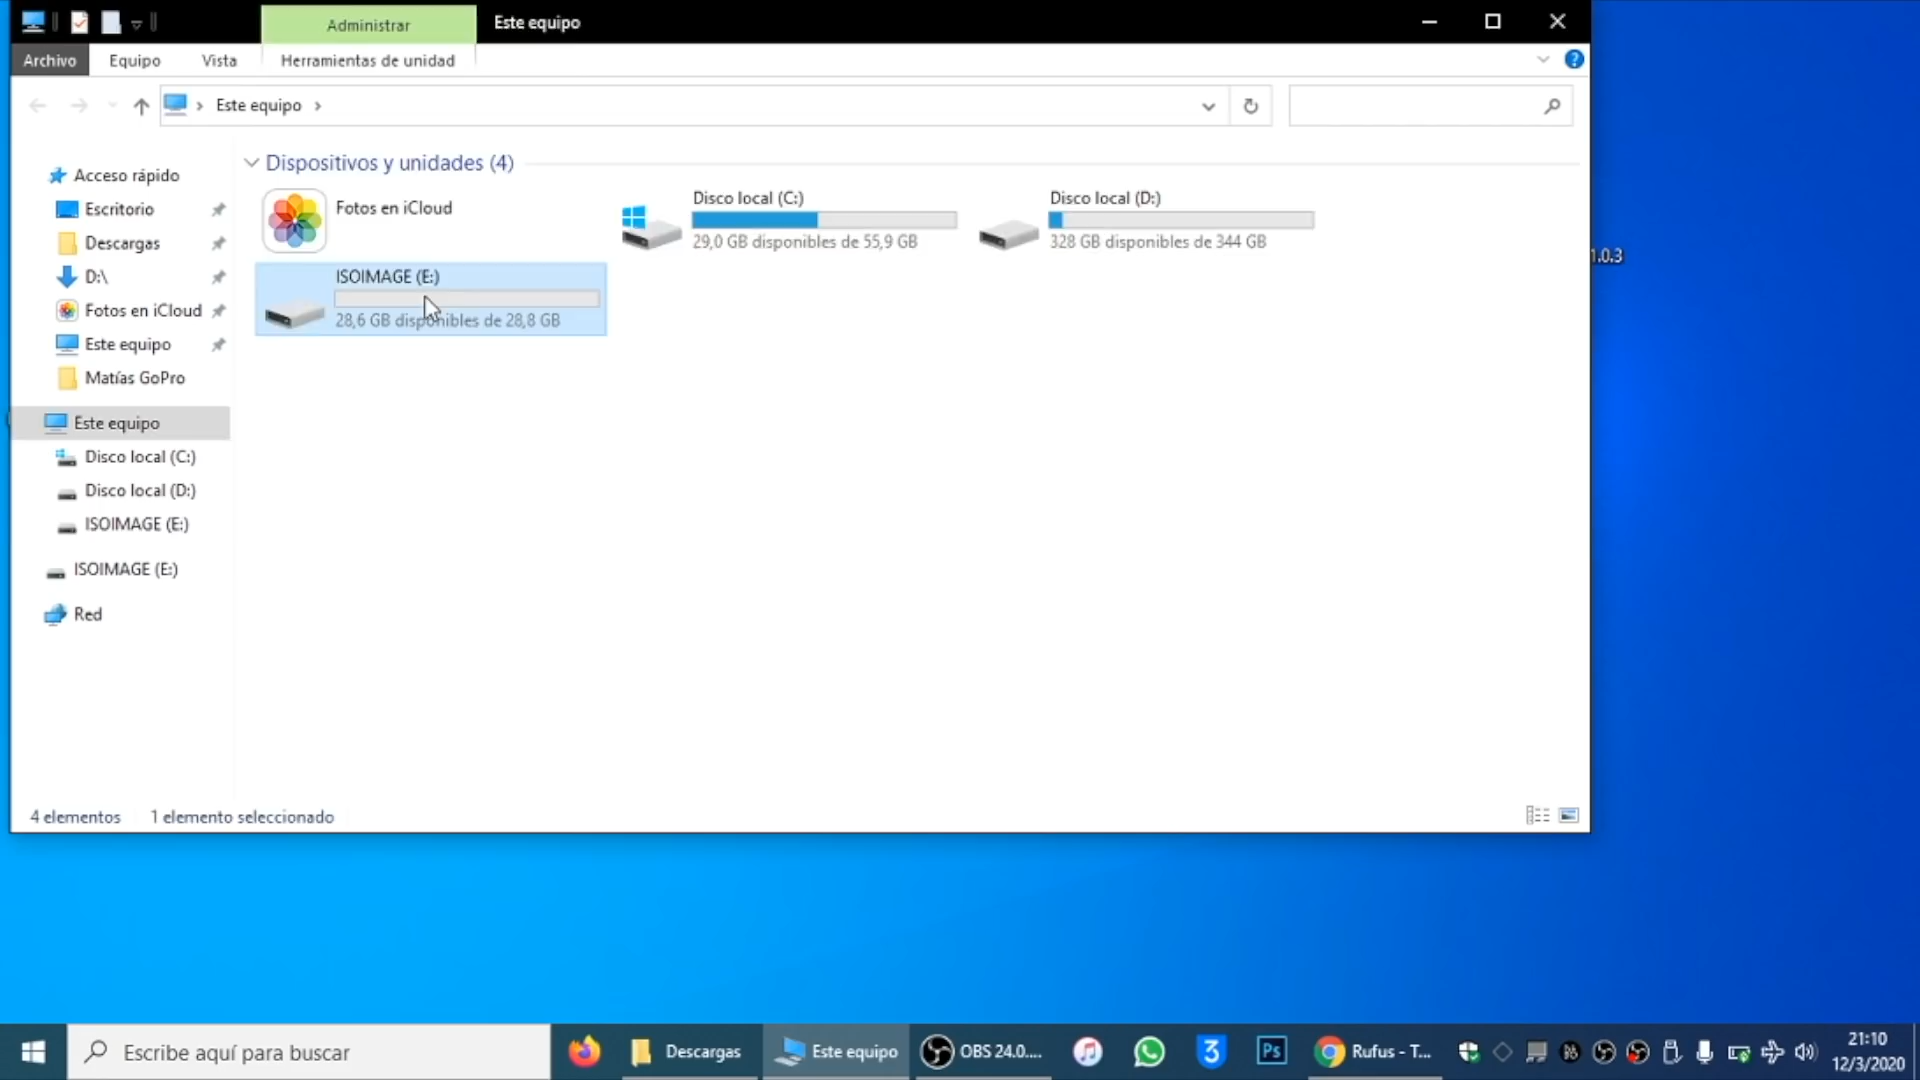 Administrar
Este equipo
Archivo
Equipo
Vista
Herramientas de unidad
Este equipo
Acceso rápido
Escritorio
Descargas
D:\
Fotos en iCloud
Este equipo
Matías GoPro
Este equipo
Disco local (C:)
Disco local (D:)
ISOIMAGE (E:)
ISOIMAGE (E:)
Red
Dispositivos y unidades (4)
Fotos en iCloud
Disco local (C:)
29,0 GB disponibles de 55,9 GB
Disco local (D:)
328 GB disponibles de 344 GB
ISOIMAGE (E:)
28,6 GB disponibles de 28,8 GB
1.0.3
4 elementos
1 elemento seleccionado
Escribe aquí para buscar
Descargas
Este equipo
OBS 24.0....
3
Ps
Rufus - T...
21:10
12/3/2020